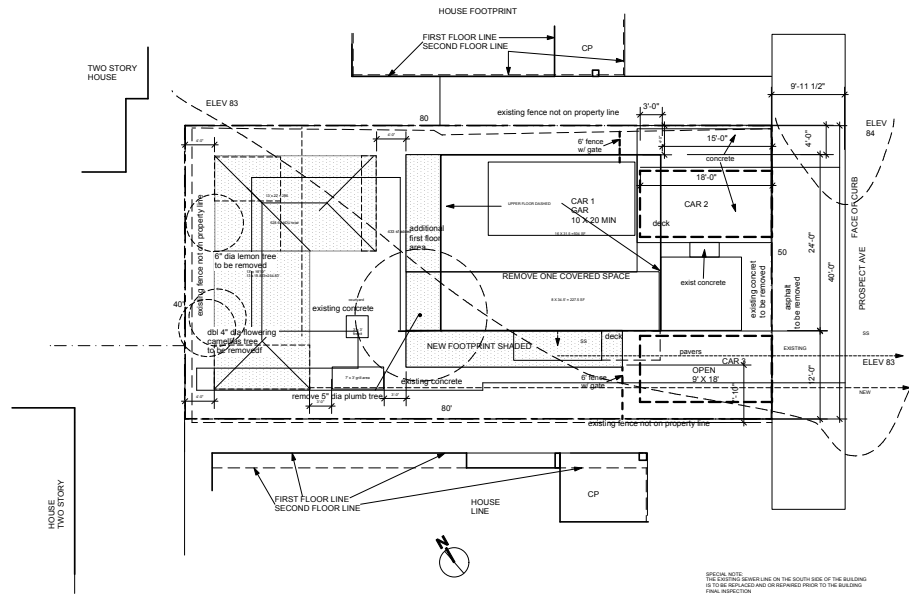 HOUSE FOOTPRINT
FIRST FLOOR LINE
SECOND FLOOR LINE
CP
TWO STORY
HOUSE
ELEV 83
80
existing fence not on property line
9'-11 1/2"
3'-0"
ELEV
84
6' fence
w/ gate
15'-0"
4'-0"
concrete
18'-0"
CAR 1
GAR
10 X 20 MIN
CAR 2
deck
UPPER FLOOR DASHED
additional
first floor
area
existing fence not on property line
FACE OF CURB
PROSPECT AVE
6" dia lemon tree
to be removed
REMOVE ONE COVERED SPACE
exist concrete
50
24'-0"
40'-0"
existing concret
to be removed
asphalt
to be removed
40'
existing concrete
dbl 4" dia flowering
camellias tree
to be removedf
NEW FOOTPRINT SHADED
SS
deck
SS
EXISTING
pavers
CAR 3
ELEV 83
OPEN
9' X 18'
existing concrete
6' fence
w/ gate
12'-0"
NEW
remove 5" dia plumb tree
80'
existing fence not on property line
FIRST FLOOR LINE
SECOND FLOOR LINE
HOUSE
LINE
CP
HOUSE
TWO STORY
N
SPECIAL NOTE:
THE EXISTING SEWER LINE ON THE SOUTH SIDE OF THE BUILDING
IS TO BE REPLACED AND OR REPAIRED PRIOR TO THE BUILDING
FINAL INSPECTION